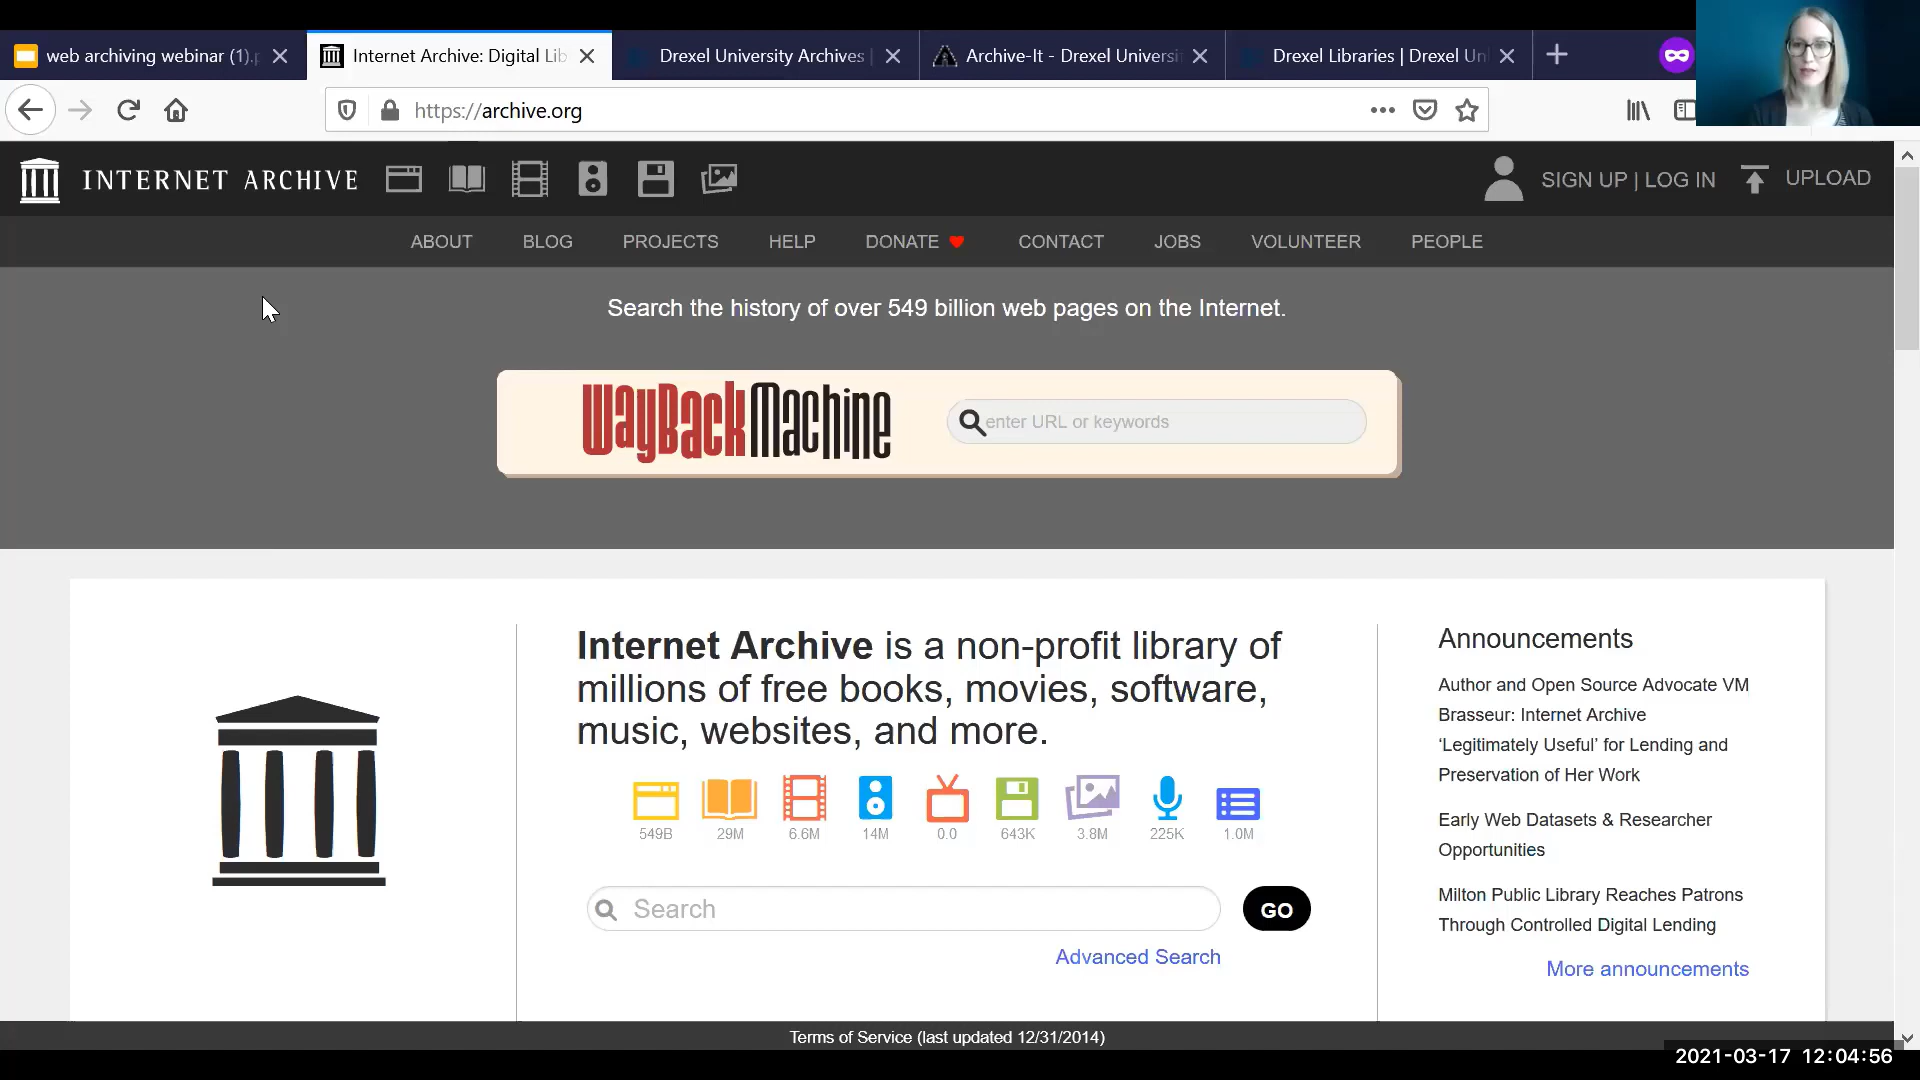 web archiving webinar (1).p
Internet Archive: Digital Lib
Drexel University Archives |
Archive-It - Drexel Universi
Drexel Libraries | Drexel Un
https://archive.org
INTERNET ARCHIVE
SIGN UP | LOG IN
UPLOAD
ABOUT
BLOG
PROJECTS
HELP
DONATE
CONTACT
JOBS
VOLUNTEER
PEOPLE
Search the history of over 549 billion web pages on the Internet.
WayBackMachine
enter URL or keywords
Internet Archive is a non-profit library of
millions of free books, movies, software,
music, websites, and more.
549B
29M
6.6M
14M
0.0
643K
3.8M
225K
1.0M
Search
GO
Advanced Search
Announcements
Author and Open Source Advocate VM
Brasseur: Internet Archive
‘Legitimately Useful’ for Lending and
Preservation of Her Work
Early Web Datasets & Researcher
Opportunities
Milton Public Library Reaches Patrons
Through Controlled Digital Lending
More announcements
Terms of Service (last updated 12/31/2014)
2021-03-17 12:04:56